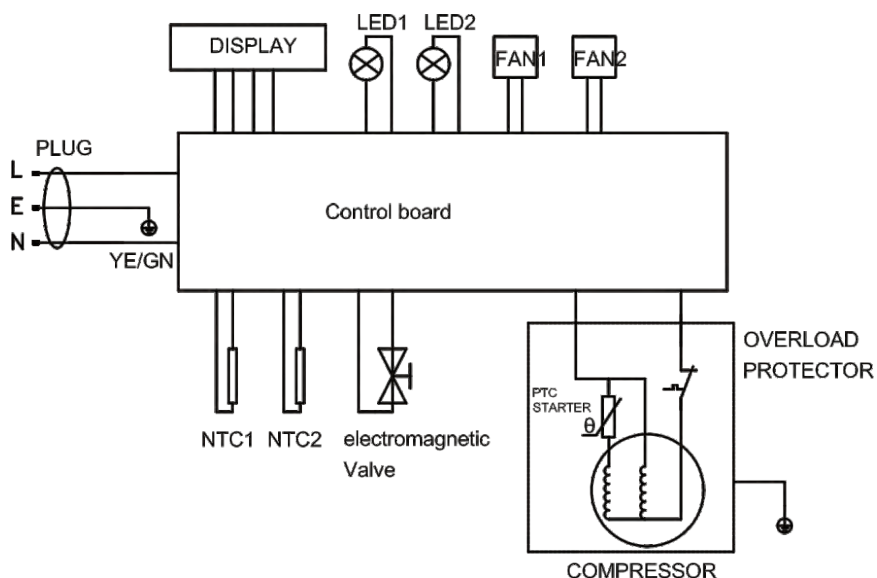 LED1 LED2
DISPLAY
FAN1 FAN2
PLUG
L
E
N
YE/GN
Control board
OVERLOAD
PROTECTOR
PTC
STARTER
θ
NTC1 NTC2 electromagnetic
Valve
COMPRESSOR